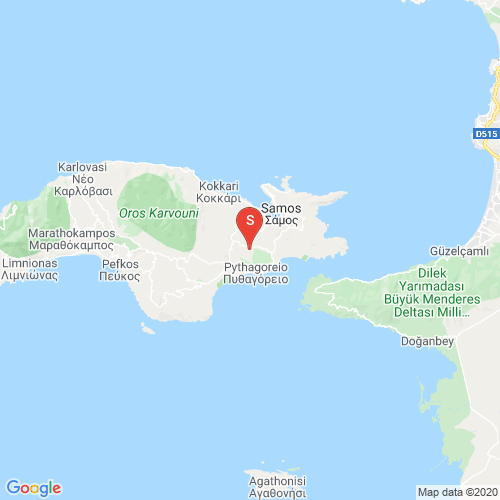 D515
Karlovasi
Νέο
Καρλόβασι
Kokkari
Κοκκάρι
Samos
Σάμος
Oros Karvouni
S
Marathokampos
Μαραθόκαμπος
Limnionas
Λιμνιώνας
Pefkos
Πεύκος
Pythagoreio
Πυθαγόρειο
Güzelçamlı
Dilek
Yarımadası
Büyük Menderes
Deltası Milli...
Doğanbey
Agathonisi
Αγαθονήσι
Google
Map data ©2020